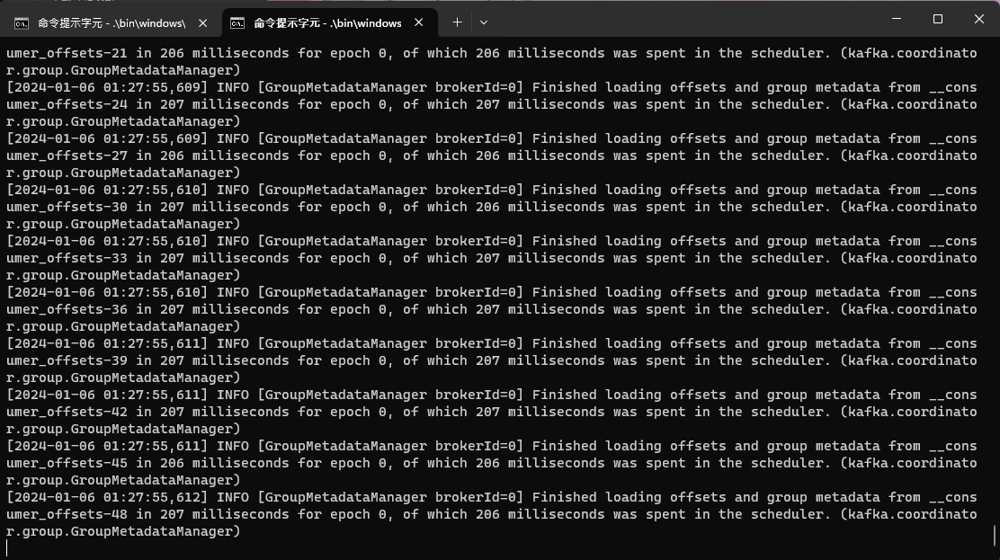 命令提示字元 - .\bin\windows\
命令提示字元 - .\bin\windows
umer_offsets-21 in 206 milliseconds for epoch 0, of which 206 milliseconds was spent in the scheduler. (kafka.coordinato
r.group.GroupMetadataManager)
[2024-01-06 01:27:55,609] INFO [GroupMetadataManager brokerId=0] Finished loading offsets and group metadata from __cons
umer_offsets-24 in 207 milliseconds for epoch 0, of which 207 milliseconds was spent in the scheduler. (kafka.coordinato
r.group.GroupMetadataManager)
[2024-01-06 01:27:55,609] INFO [GroupMetadataManager brokerId=0] Finished loading offsets and group metadata from __cons
umer_offsets-27 in 206 milliseconds for epoch 0, of which 206 milliseconds was spent in the scheduler. (kafka.coordinato
r.group.GroupMetadataManager)
[2024-01-06 01:27:55,610] INFO [GroupMetadataManager brokerId=0] Finished loading offsets and group metadata from __cons
umer_offsets-30 in 207 milliseconds for epoch 0, of which 206 milliseconds was spent in the scheduler. (kafka.coordinato
r.group.GroupMetadataManager)
[2024-01-06 01:27:55,610] INFO [GroupMetadataManager brokerId=0] Finished loading offsets and group metadata from __cons
umer_offsets-33 in 207 milliseconds for epoch 0, of which 207 milliseconds was spent in the scheduler. (kafka.coordinato
r.group.GroupMetadataManager)
[2024-01-06 01:27:55,610] INFO [GroupMetadataManager brokerId=0] Finished loading offsets and group metadata from __cons
umer_offsets-36 in 207 milliseconds for epoch 0, of which 207 milliseconds was spent in the scheduler. (kafka.coordinato
r.group.GroupMetadataManager)
[2024-01-06 01:27:55,611] INFO [GroupMetadataManager brokerId=0] Finished loading offsets and group metadata from __cons
umer_offsets-39 in 207 milliseconds for epoch 0, of which 207 milliseconds was spent in the scheduler. (kafka.coordinato
r.group.GroupMetadataManager)
[2024-01-06 01:27:55,611] INFO [GroupMetadataManager brokerId=0] Finished loading offsets and group metadata from __cons
umer_offsets-42 in 207 milliseconds for epoch 0, of which 207 milliseconds was spent in the scheduler. (kafka.coordinato
r.group.GroupMetadataManager)
[2024-01-06 01:27:55,611] INFO [GroupMetadataManager brokerId=0] Finished loading offsets and group metadata from __cons
umer_offsets-45 in 206 milliseconds for epoch 0, of which 206 milliseconds was spent in the scheduler. (kafka.coordinato
r.group.GroupMetadataManager)
[2024-01-06 01:27:55,612] INFO [GroupMetadataManager brokerId=0] Finished loading offsets and group metadata from __cons
umer_offsets-48 in 207 milliseconds for epoch 0, of which 206 milliseconds was spent in the scheduler. (kafka.coordinato
r.group.GroupMetadataManager)